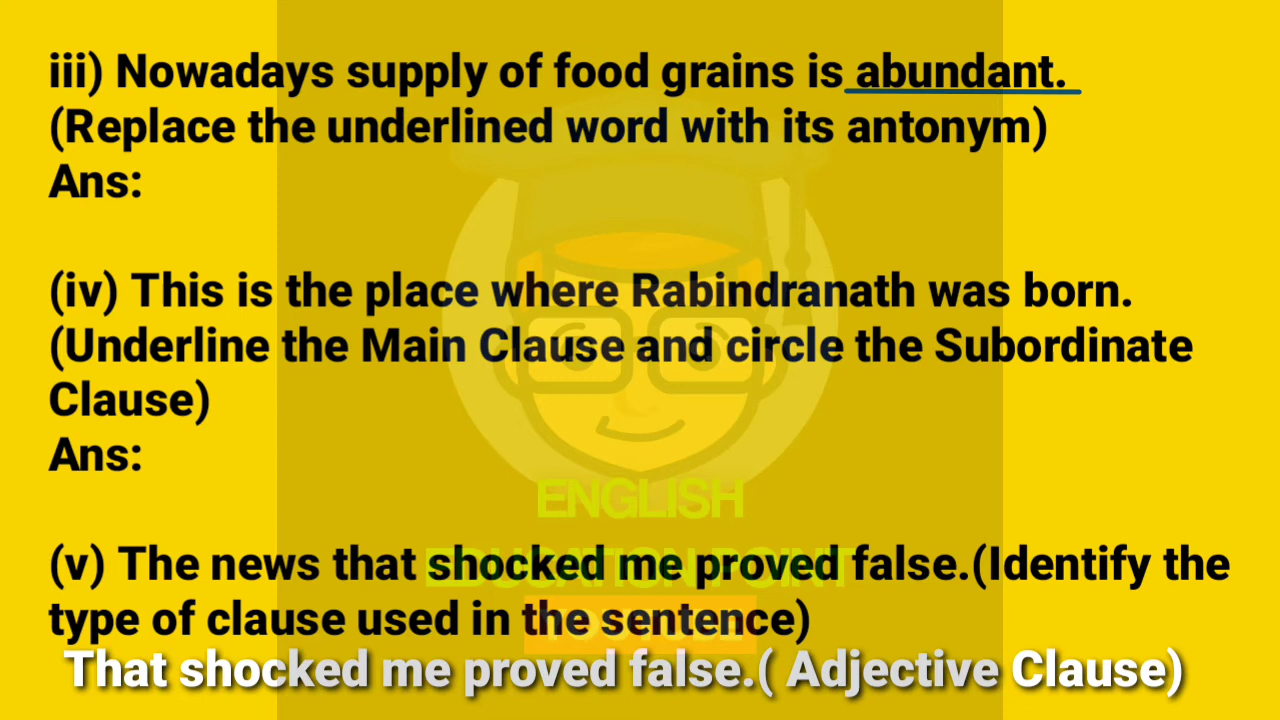 iii) Nowadays supply of food grains is abundant.
(Replace the underlined word with its antonym)
Ans:
(iv) This is the place where Rabindranath was born.
(Underline the Main Clause and circle the Subordinate
Clause)
Ans:
ENGLISH
EDUCATION POINT
(v) The news that shocked me proved false.(Identify the
type of clause used in the sentence)
YOUTUBE
That shocked me proved false.( Adjective Clause)